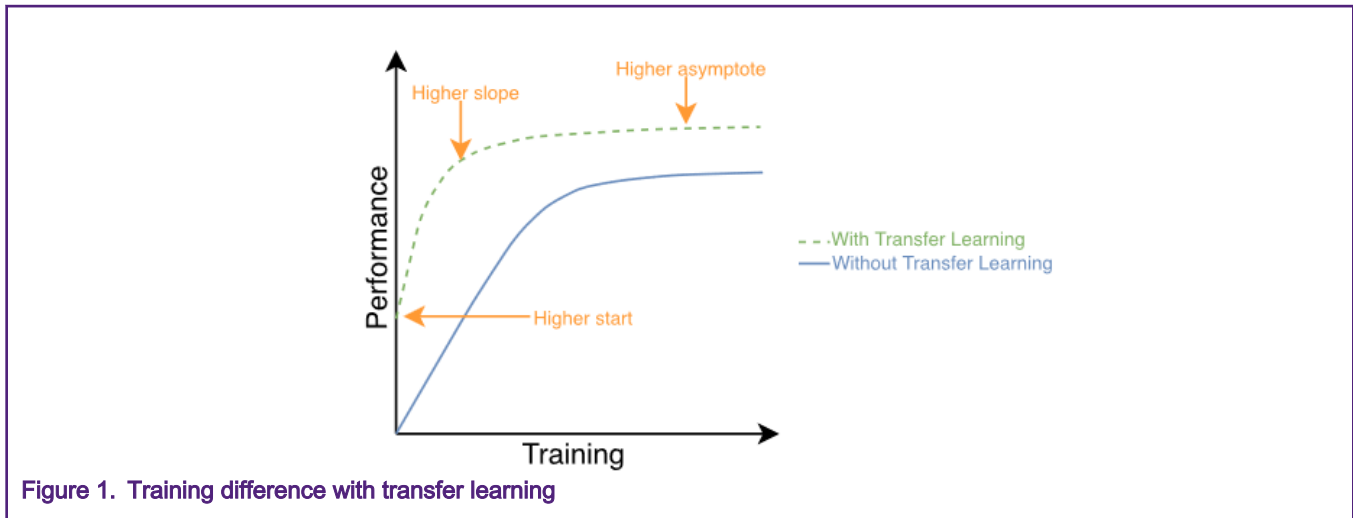 Higher asymptote
Higher slope
Performance
With Transfer Learning
Without Transfer Learning
Higher start
Training
Figure 1. Training difference with transfer learning